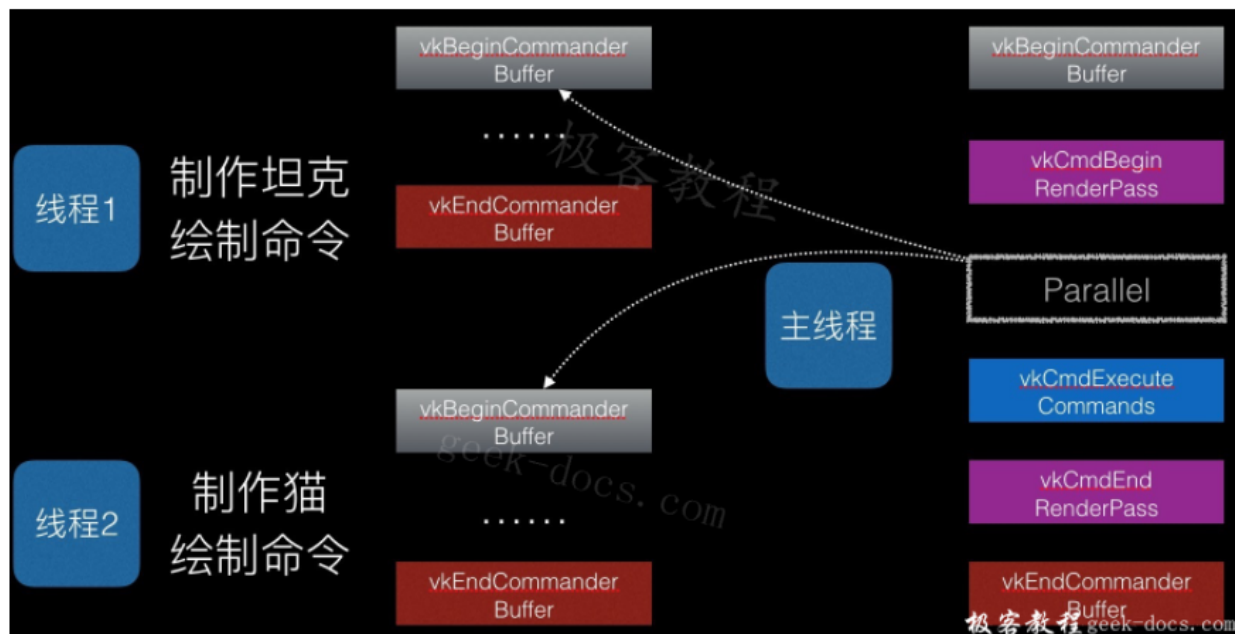 线程1
制作坦克
绘制命令
vkBeginCommander
Buffer
......
vkEndCommander
Buffer
线程2
制作猫
绘制命令
vkBeginCommander
Buffer
......
vkEndCommander
Buffer
主线程
vkBeginCommander
Buffer
vkCmdBegin
RenderPass
Parallel
vkCmdExecute
Commands
vkCmdEnd
RenderPass
vkEndCommander
Buffer
极客教程
geek-docs.com
极客教程 geek-docs.com